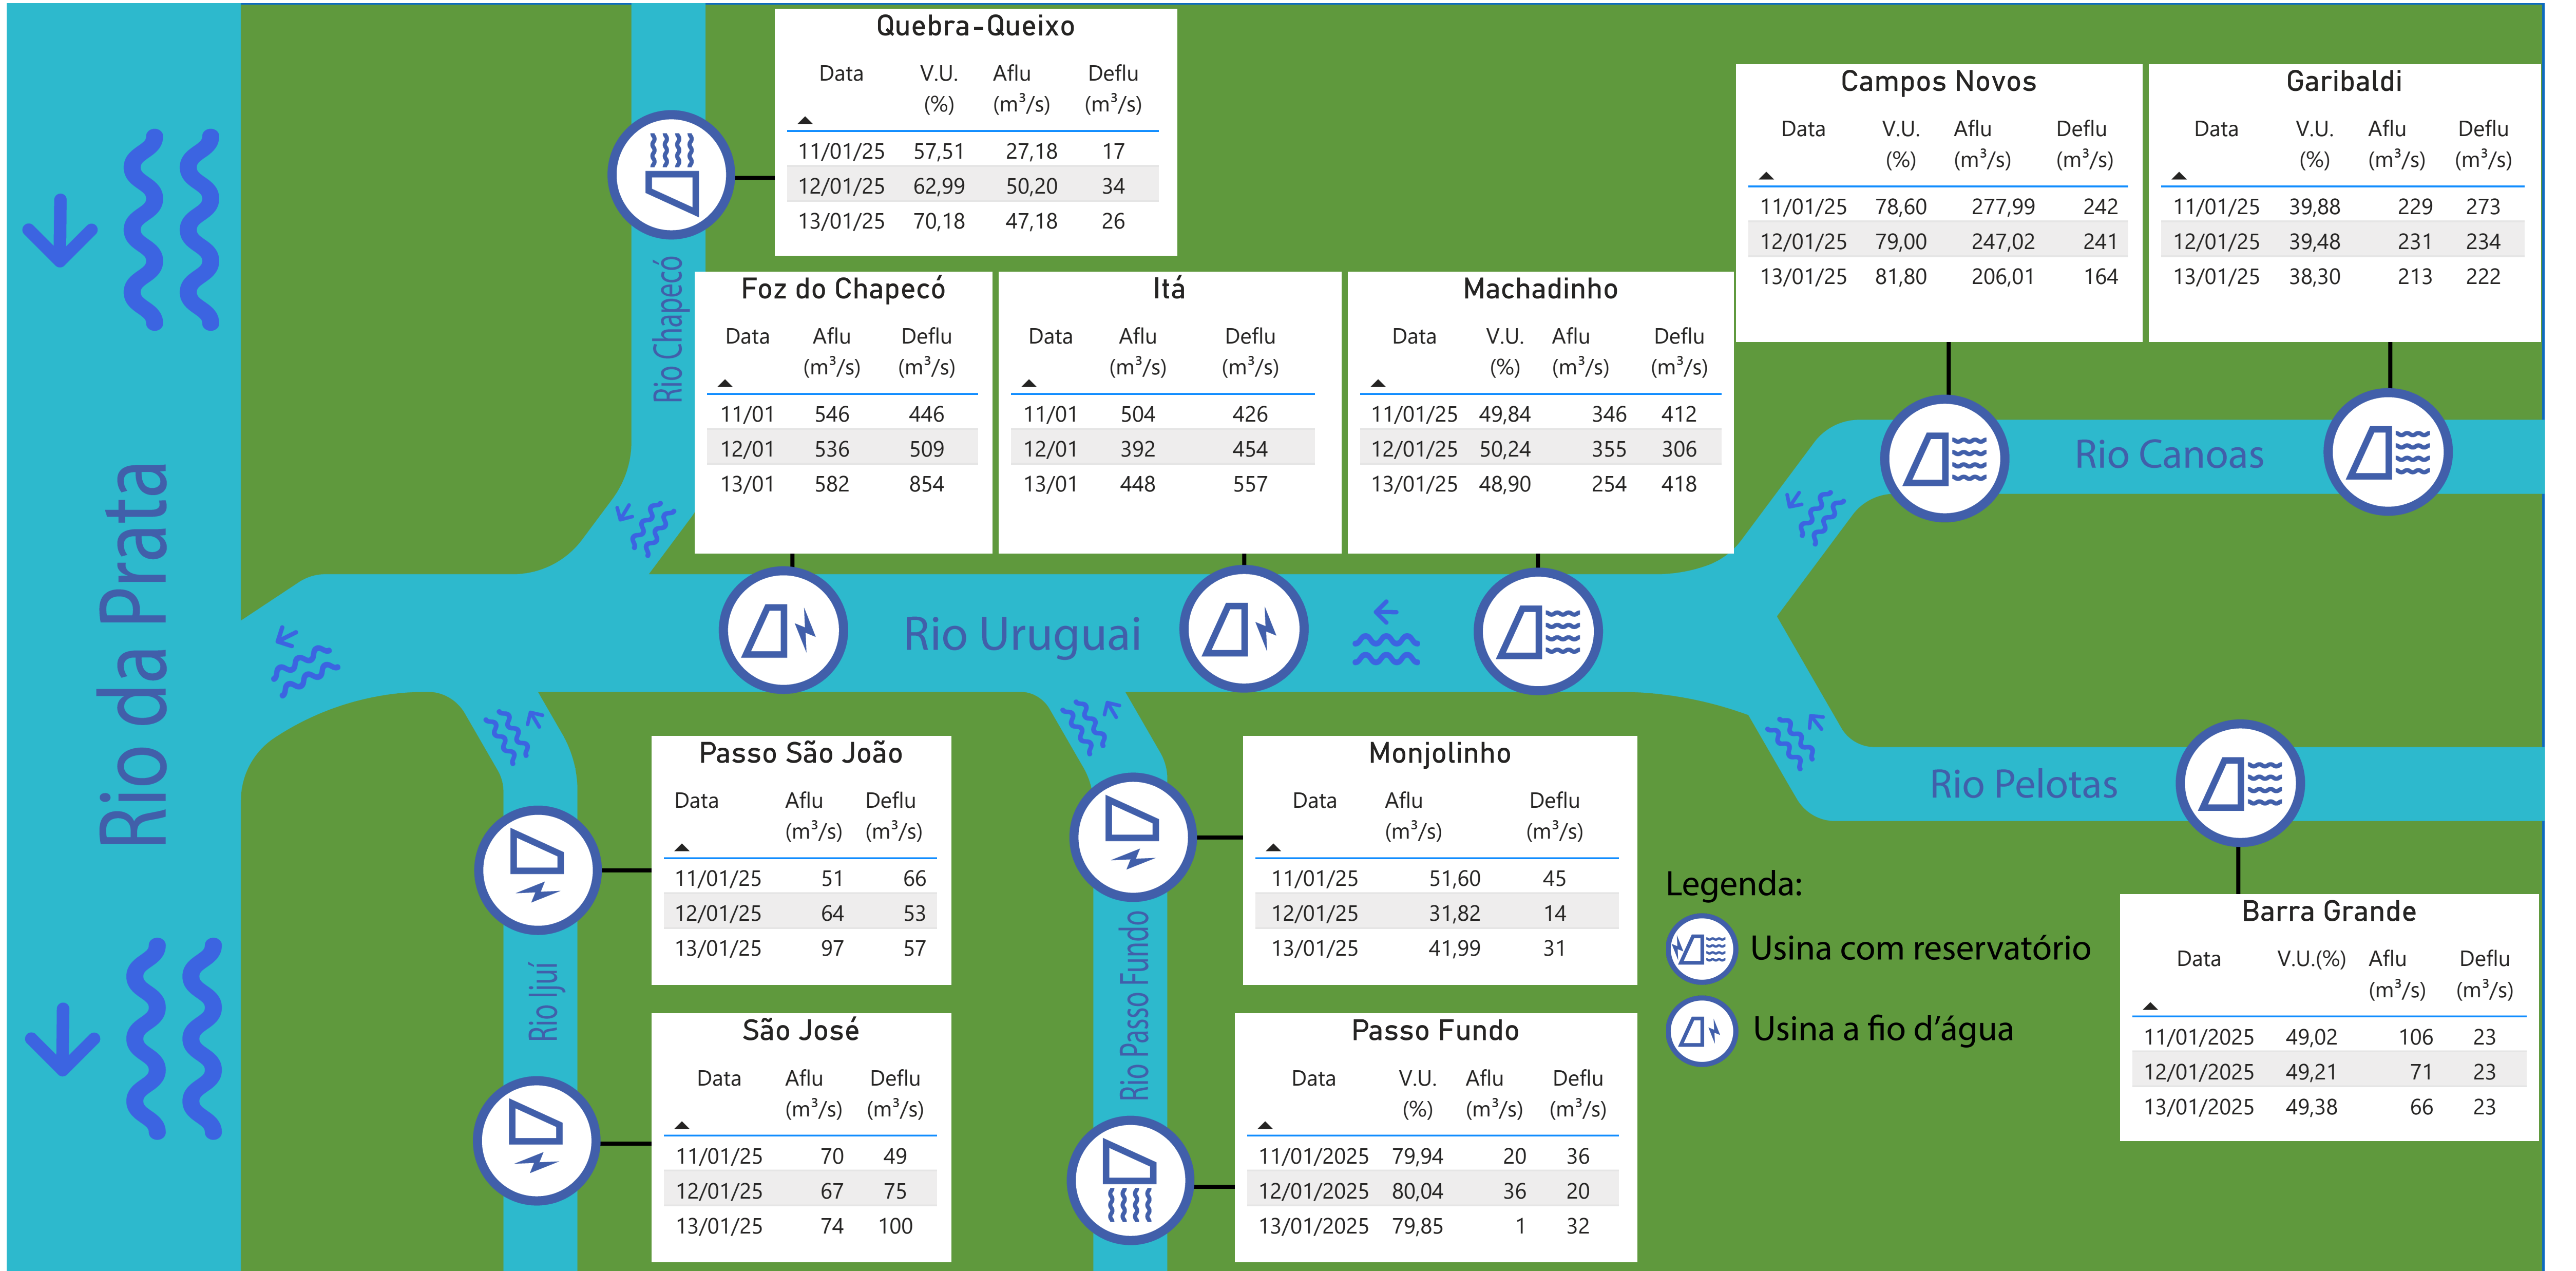 Quebra-Queixo
Data V.U. (%) Aflu (m³/s) Deflu (m³/s)
11/01/25 57,51 27,18 17
12/01/25 62,99 50,20 34
13/01/25 70,18 47,18 26
Campos Novos
Data V.U. (%) Aflu (m³/s) Deflu (m³/s)
11/01/25 78,60 277,99 242
12/01/25 79,00 247,02 241
13/01/25 81,80 206,01 164
Garibaldi
Data V.U. (%) Aflu (m³/s) Deflu (m³/s)
11/01/25 39,88 229 273
12/01/25 39,48 231 234
13/01/25 38,30 213 222
Rio Chapecó
Foz do Chapecó
Data Aflu (m³/s) Deflu (m³/s)
11/01 546 446
12/01 536 509
13/01 582 854
Itá
Data Aflu (m³/s) Deflu (m³/s)
11/01 504 426
12/01 392 454
13/01 448 557
Machadinho
Data V.U. (%) Aflu (m³/s) Deflu (m³/s)
11/01/25 49,84 346 412
12/01/25 50,24 355 306
13/01/25 48,90 254 418
Rio Canoas
Rio da Prata
Rio Uruguai
Rio Pelotas
Passo São João
Data Aflu (m³/s) Deflu (m³/s)
11/01/25 51 66
12/01/25 64 53
13/01/25 97 57
Monjolinho
Data Aflu (m³/s) Deflu (m³/s)
11/01/25 51,60 45
12/01/25 31,82 14
13/01/25 41,99 31
Legenda:
Usina com reservatório
Usina a fio d’água
Barra Grande
Data V.U.(%) Aflu (m³/s) Deflu (m³/s)
11/01/2025 49,02 106 23
12/01/2025 49,21 71 23
13/01/2025 49,38 66 23
Rio Ijuí
Rio Passo Fundo
São José
Data Aflu (m³/s) Deflu (m³/s)
11/01/25 70 49
12/01/25 67 75
13/01/25 74 100
Passo Fundo
Data V.U. (%) Aflu (m³/s) Deflu (m³/s)
11/01/2025 79,94 20 36
12/01/2025 80,04 36 20
13/01/2025 79,85 1 32